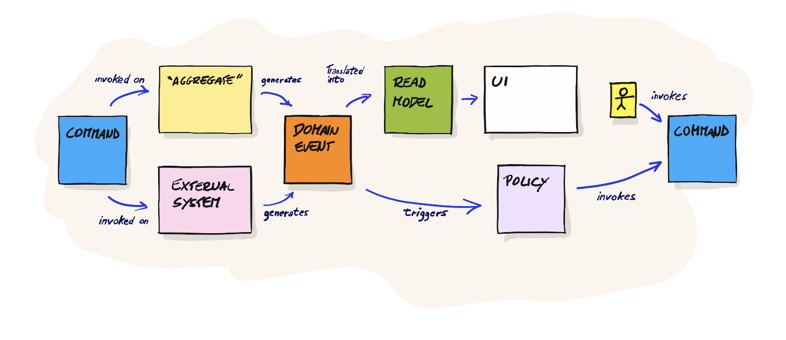 invoked on
"AGGREGATE"
generates
Translated
into
READ
MODEL
UI
invokes
COMMAND
DOMAIN
EVENT
COMMAND
EXTERNAL
SYSTEM
POLICY
invoked on
generates
triggers
invokes